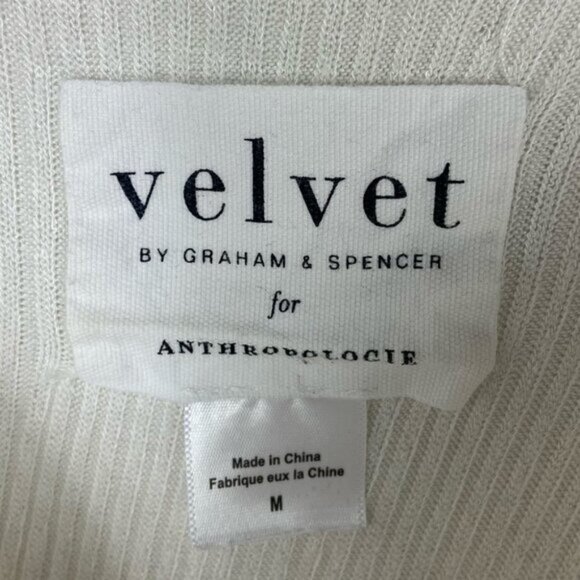 velvet
BY GRAHAM & SPENCER
for
ANTHROPOLOGIE
Made in China
Fabrique eux la Chine
M